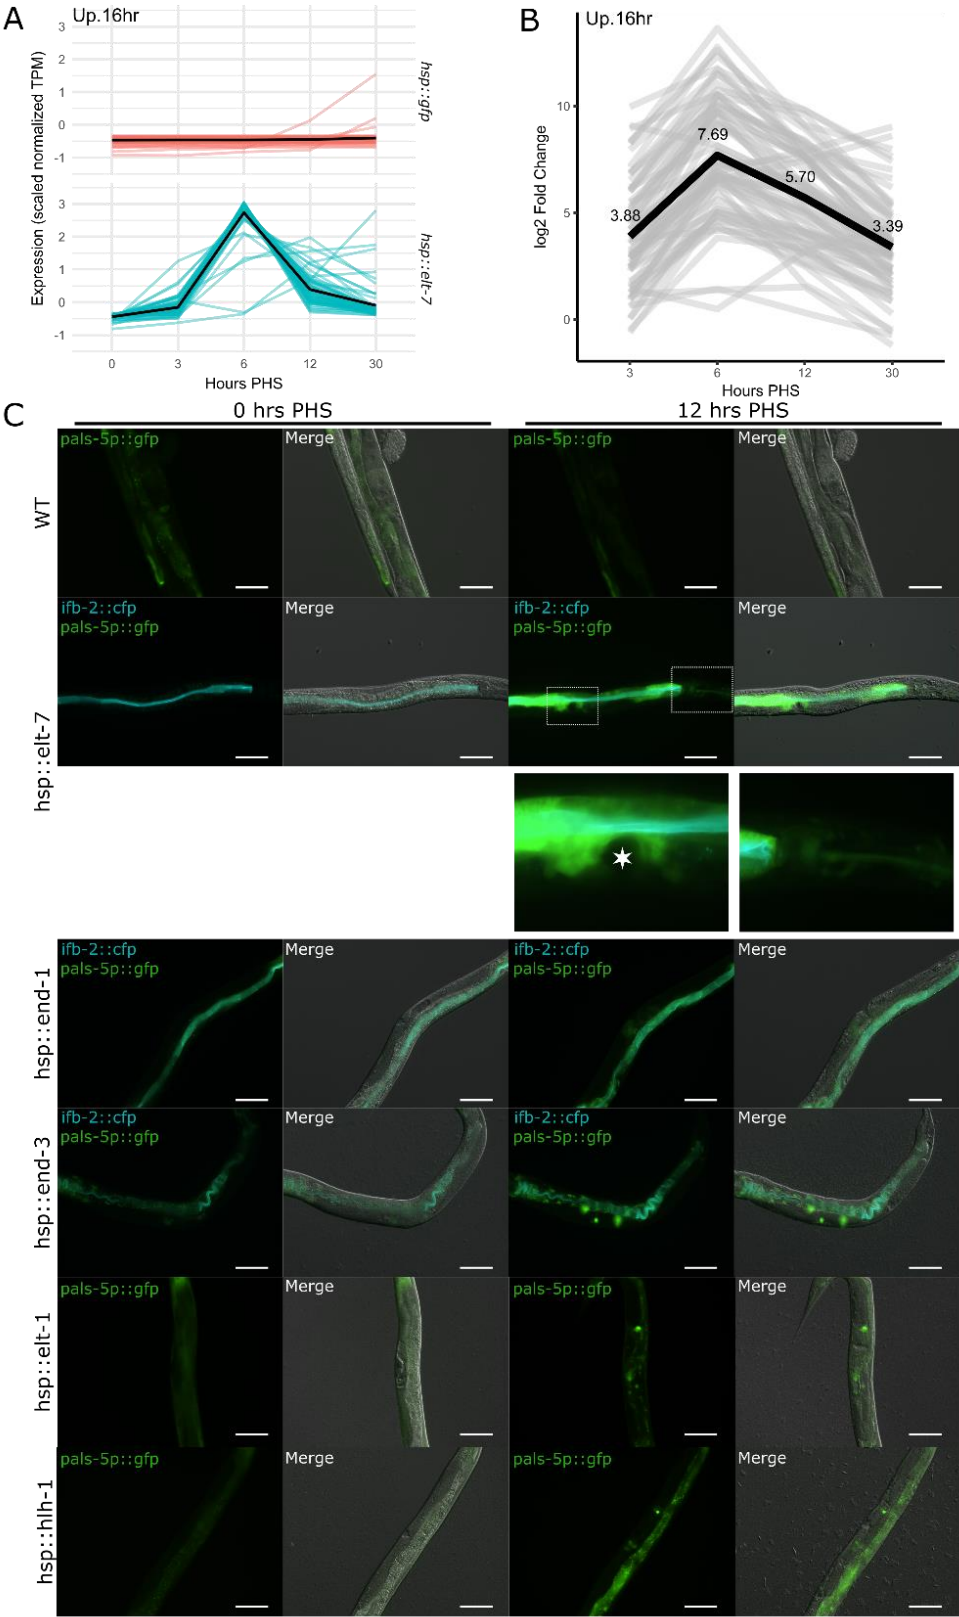 A
Up.16hr
Expression (scaled normalized TPM)
3
2
1
0
-1
hsp::gfp
3
2
1
0
-1
hsp::elt-7
0 3 6 12 30
Hours PHS
B
Up.16hr
log2 Fold Change
10
5
0
3.88
7.69
5.70
3.39
3 6 12 30
Hours PHS
C
0 hrs PHS
12 hrs PHS
WT
pals-5p::gfp
Merge
pals-5p::gfp
Merge
hsp::elt-7
ifb-2::cfp
pals-5p::gfp
Merge
ifb-2::cfp
pals-5p::gfp
Merge
hsp::end-1
ifb-2::cfp
pals-5p::gfp
Merge
ifb-2::cfp
pals-5p::gfp
Merge
hsp::end-3
ifb-2::cfp
pals-5p::gfp
Merge
ifb-2::cfp
pals-5p::gfp
Merge
hsp::elt-1
pals-5p::gfp
Merge
pals-5p::gfp
Merge
hsp::hlh-1
pals-5p::gfp
Merge
pals-5p::gfp
Merge